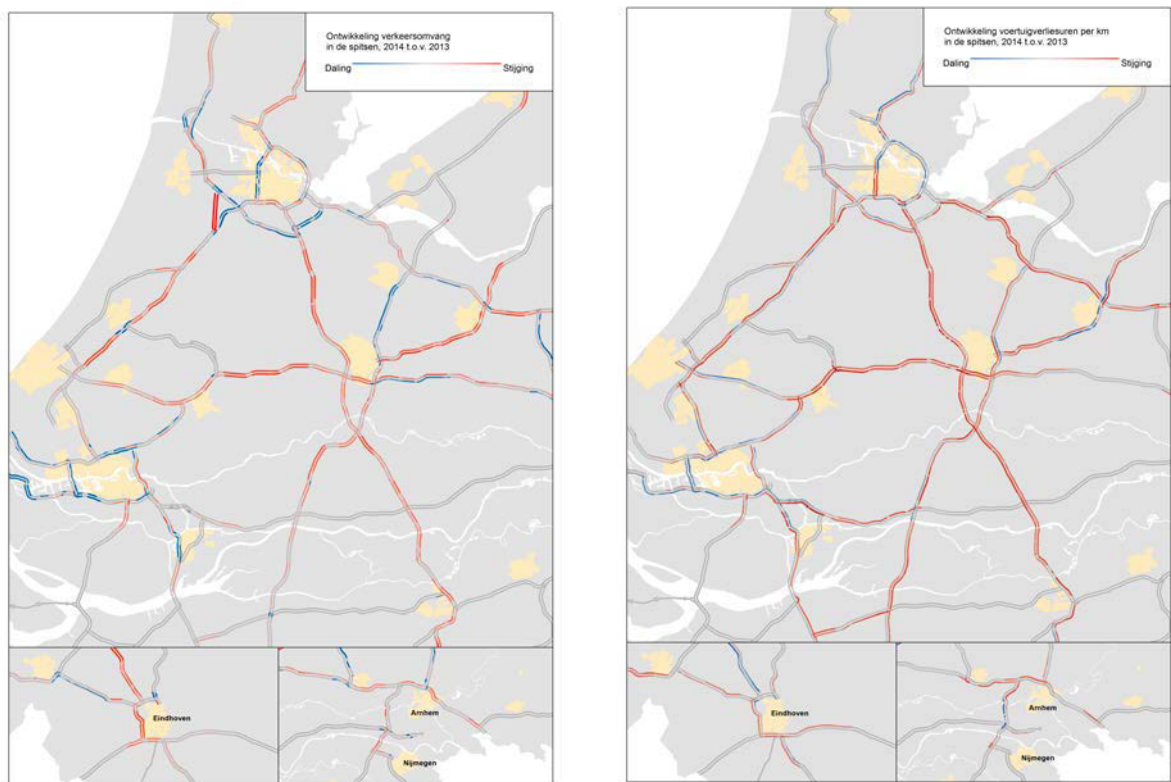 Ontwikkeling verkeersomvang
in de spitsen, 2014 t.o.v. 2013
Daling Stijging
Eindhoven
Arnhem
Nijmegen
Ontwikkeling voertuigverliesuren per km
in de spitsen, 2014 t.o.v. 2013
Daling Stijging
Eindhoven
Arnhem
Nijmegen